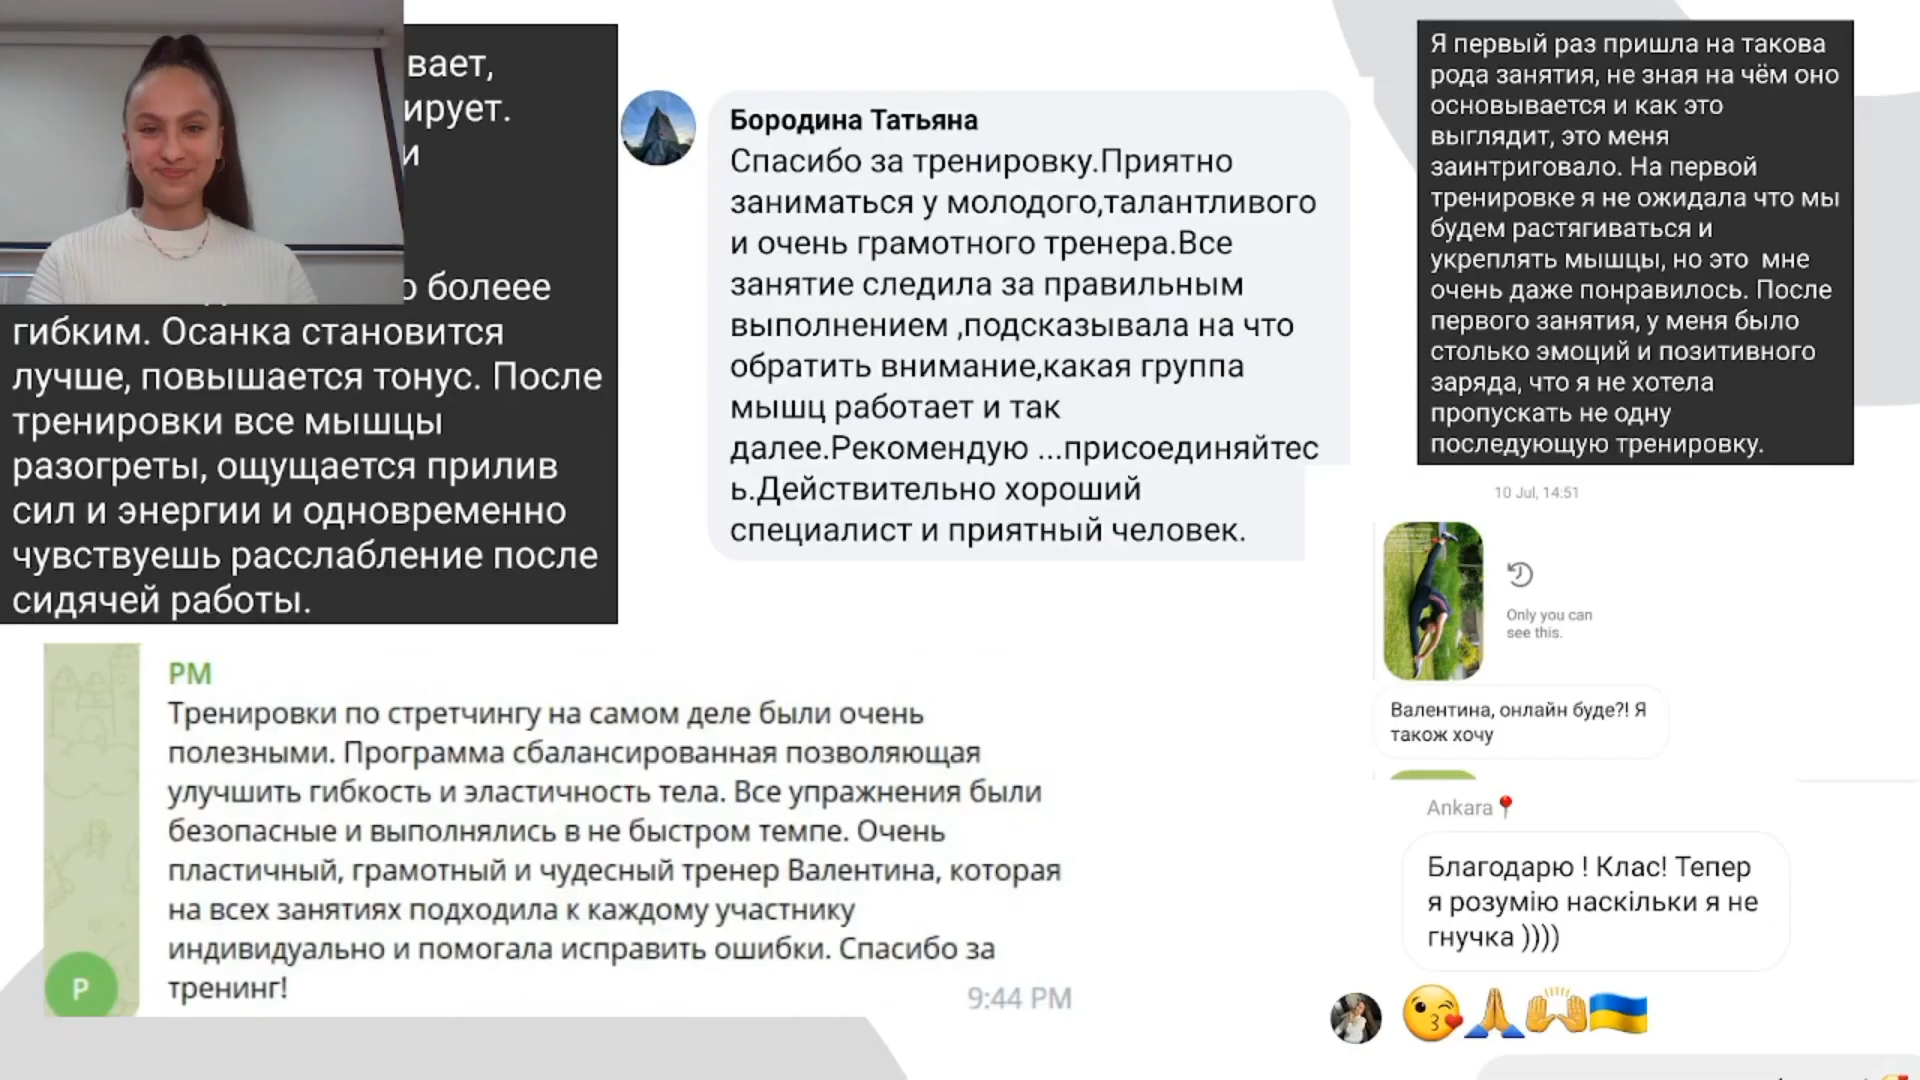 вает,
ирует.
и
о болеее
гибким. Осанка становится
лучше, повышается тонус. После
тренировки все мышцы
разогреты, ощущается прилив
сил и энергии и одновременно
чувствуешь расслабление после
сидячей работы.
Бородина Татьяна
Спасибо за тренировку.Приятно
заниматься у молодого,талантливого
и очень грамотного тренера.Все
занятие следила за правильным
выполнением ,подсказывала на что
обратить внимание,какая группа
мышц работает и так
далее.Рекомендую ...присоединяйтес
ь.Действительно хороший
специалист и приятный человек.
Я первый раз пришла на такова
рода занятия, не зная на чём оно
основывается и как это
выглядит, это меня
заинтриговало. На первой
тренировке я не ожидала что мы
будем растягиваться и
укреплять мышцы, но это  мне
очень даже понравилось. После
первого занятия, у меня было
столько эмоций и позитивного
заряда, что я не хотела
пропускать не одну
последующую тренировку.
10 Jul, 14:51
Only you can
see this.
Валентина, онлайн буде?! Я
також хочу
Ankara📍
Благодарю ! Клас! Тепер
я розумію наскільки я не
гнучка ))))
😘🙏🙌🇺🇦
PM
Тренировки по стретчингу на самом деле были очень
полезными. Программа сбалансированная позволяющая
улучшить гибкость и эластичность тела. Все упражнения были
безопасные и выполнялись в не быстром темпе. Очень
пластичный, грамотный и чудесный тренер Валентина, которая
на всех занятиях подходила к каждому участнику
индивидуально и помогала исправить ошибки. Спасибо за
тренинг!
9:44 PM
P